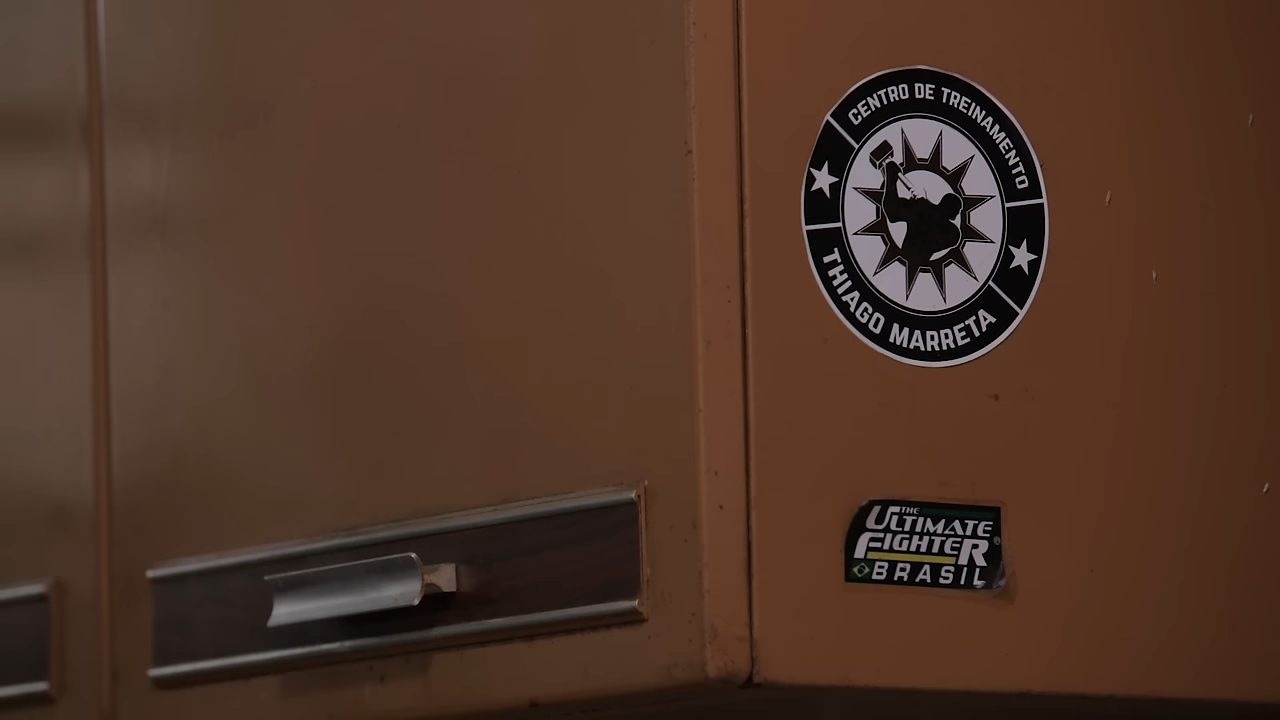 CENTRO DE TREINAMENTO
THIAGO MARRETA
THE
ULTIMATE
FIGHTER
BRASIL